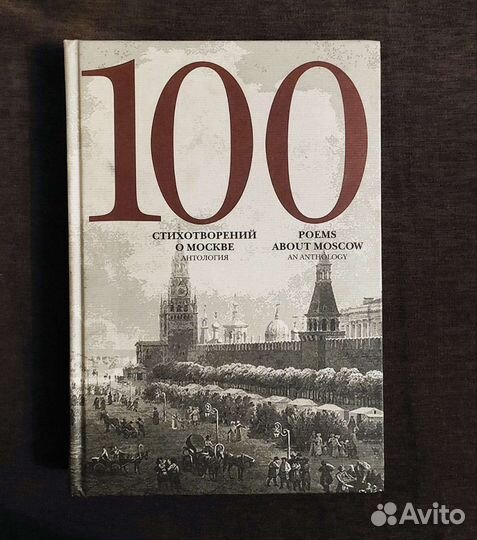 100
СТИХОТВОРЕНИЙ
О МОСКВЕ
АНТОЛОГИЯ
POEMS
ABOUT MOSCOW
AN ANTHOLOGY
Avito